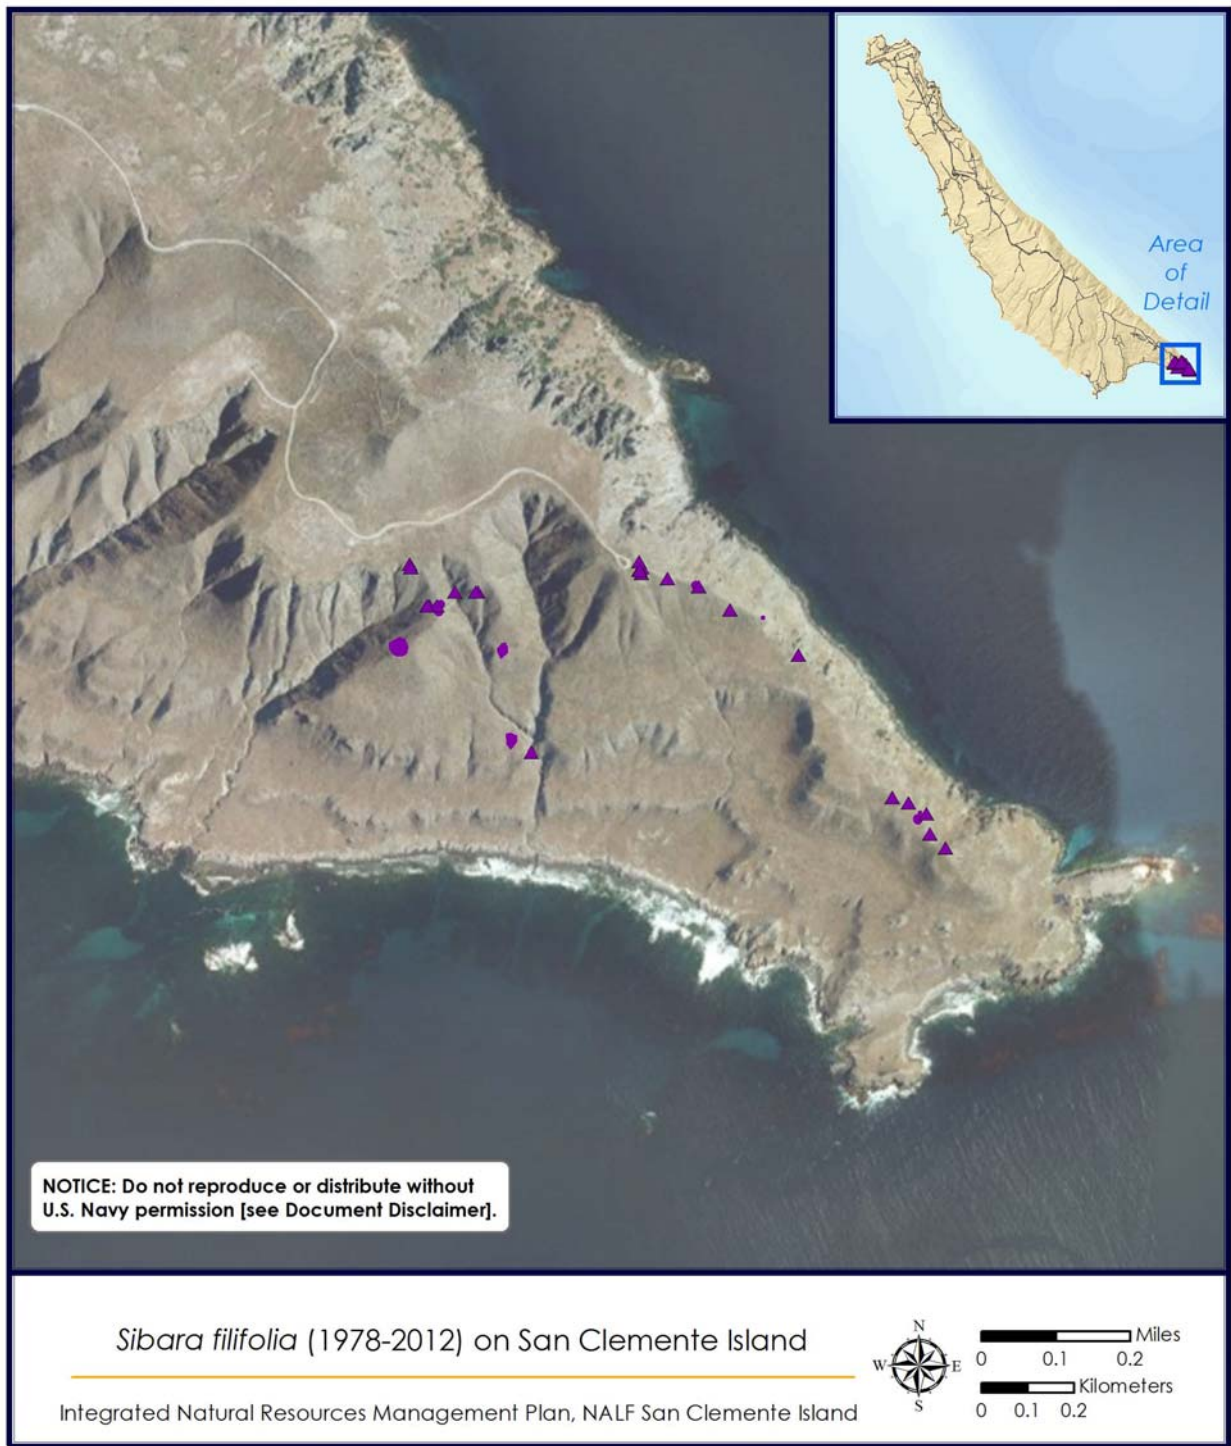 Area
of
Detail
NOTICE: Do not reproduce or distribute without
U.S. Navy permission [see Document Disclaimer].
Sibara filifolia (1978-2012) on San Clemente Island
Integrated Natural Resources Management Plan, NALF San Clemente Island
N
W E
S
Miles
0 0.1 0.2
Kilometers
0 0.1 0.2